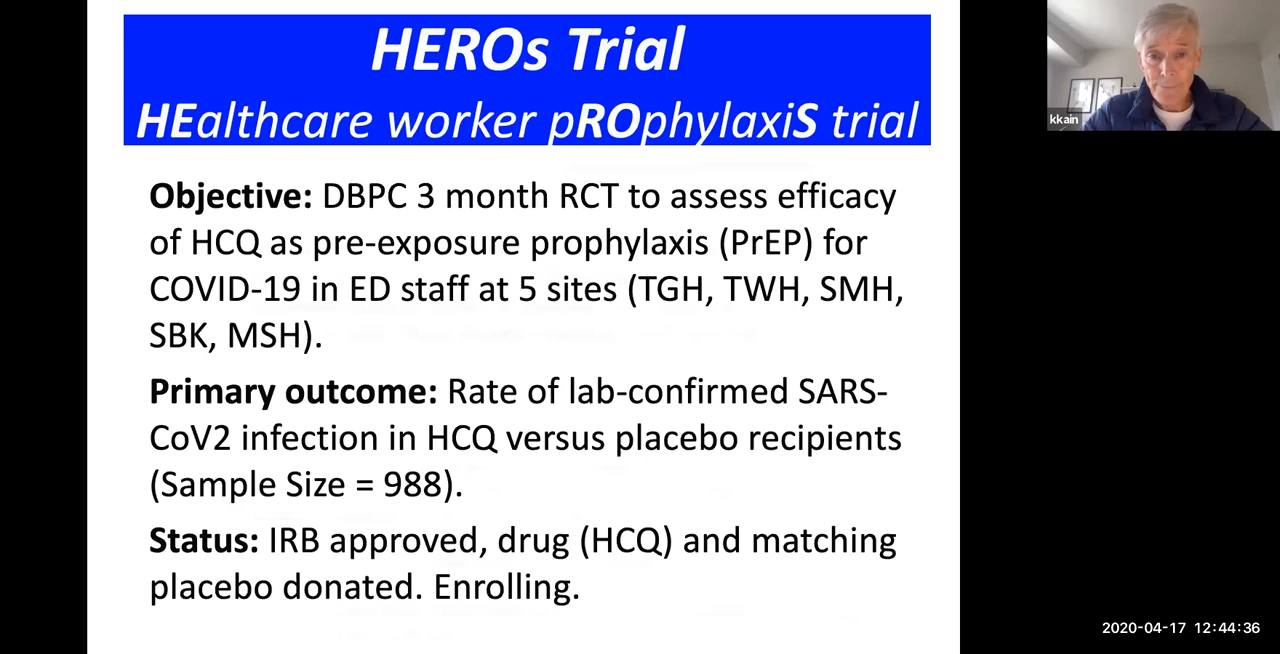 HEROs Trial
HEalthcare worker pROphylaxiS trial
kkain
Objective: DBPC 3 month RCT to assess efficacy
of HCQ as pre-exposure prophylaxis (PrEP) for
COVID-19 in ED staff at 5 sites (TGH, TWH, SMH,
SBK, MSH).
Primary outcome: Rate of lab-confirmed SARS-
CoV2 infection in HCQ versus placebo recipients
(Sample Size = 988).
Status: IRB approved, drug (HCQ) and matching
placebo donated. Enrolling.
2020-04-17 12:44:36